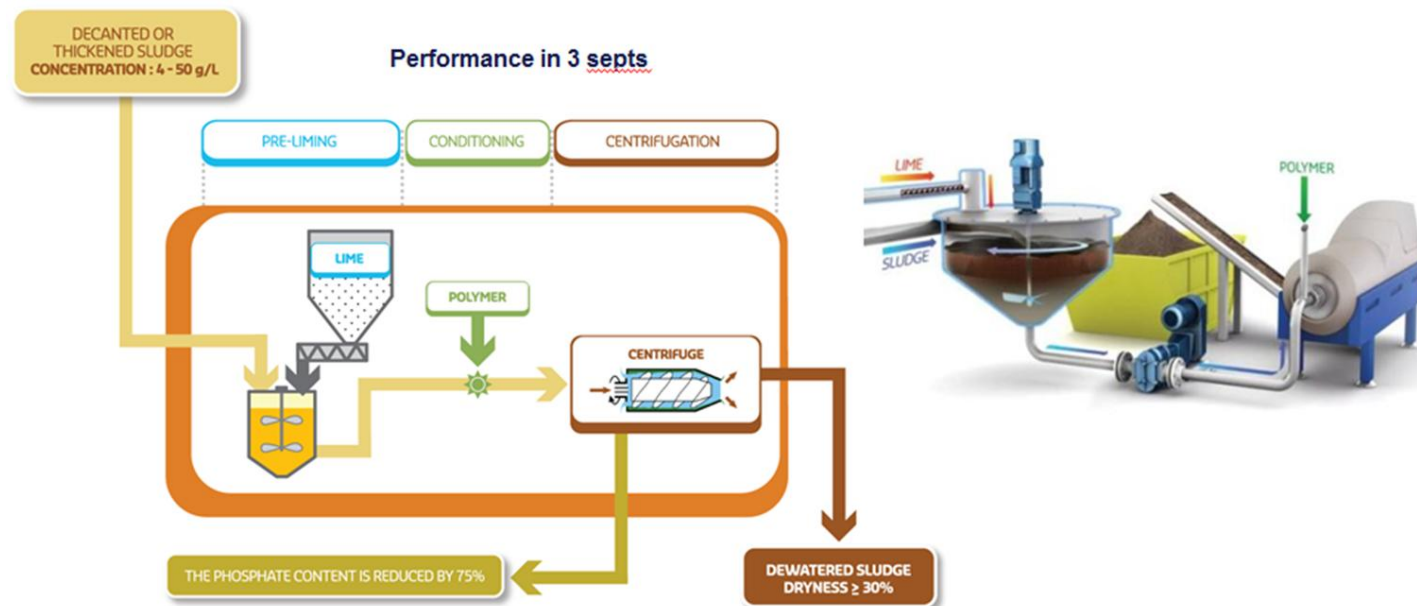 DECANTED OR
THICKENED SLUDGE
CONCENTRATION : 4 - 50 g/L
Performance in 3 septs
PRE-LIMING
CONDITIONING
CENTRIFUGATION
LIME
POLYMER
CENTRIFUGE
THE PHOSPHATE CONTENT IS REDUCED BY 75%
DEWATERED SLUDGE
DRYNESS ≥ 30%
LIME
SLUDGE
POLYMER